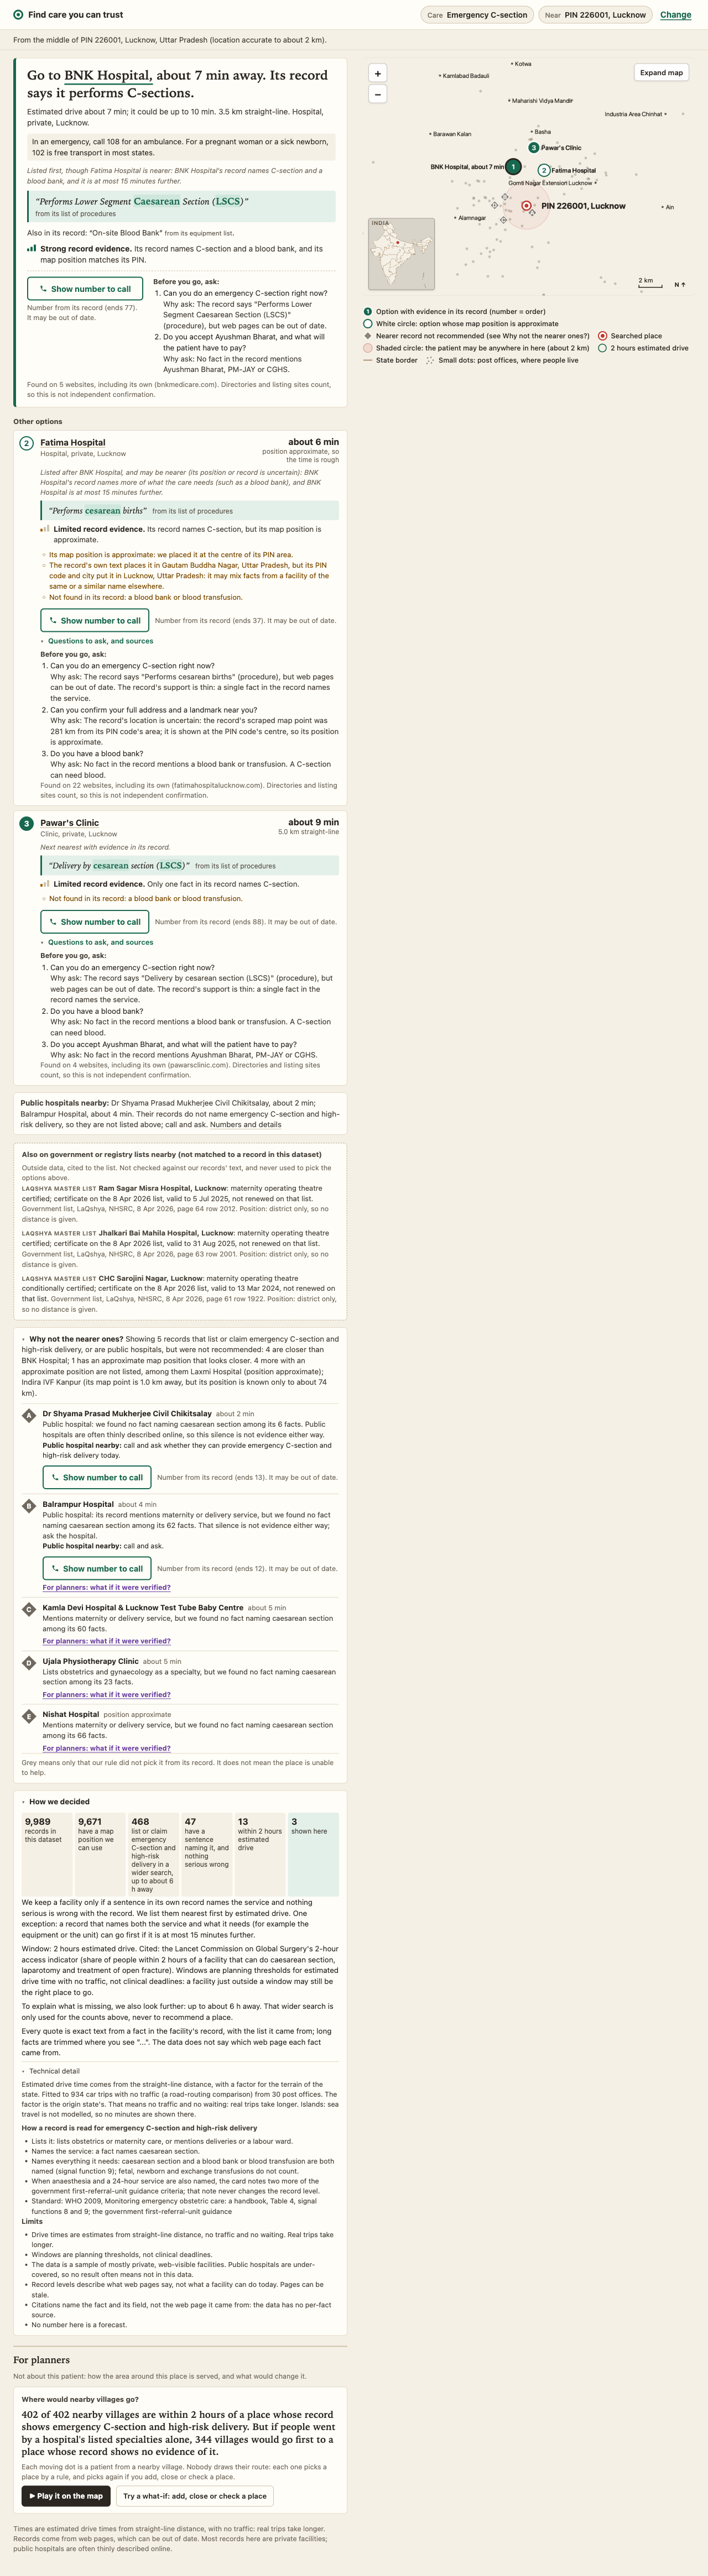 Find care you can trust
Care Emergency C-section
Near PIN 226001, Lucknow
Change
From the middle of PIN 226001, Lucknow, Uttar Pradesh (location accurate to about 2 km).
Go to BNK Hospital, about 7 min away. Its record
says it performs C-sections.
Estimated drive about 7 min; it could be up to 10 min. 3.5 km straight-line. Hospital,
private, Lucknow.
In an emergency, call 108 for an ambulance. For a pregnant woman or a sick newborn,
102 is free transport in most states.
Listed first, though Fatima Hospital is nearer: BNK Hospital's record names C-section and a
blood bank, and it is at most 15 minutes further.
“Performs Lower Segment Caesarean Section (LSCS)”
from its list of procedures
Also in its record: "On-site Blood Bank" from its equipment list.
Strong record evidence. Its record names C-section and a blood bank, and its
map position matches its PIN.
Show number to call
Number from its record (ends 77).
It may be out of date.
Before you go, ask:
1. Can you do an emergency C-section right now?
Why ask: The record says "Performs Lower
Segment Caesarean Section (LSCS)"
(procedure), but web pages can be out of date.
2. Do you accept Ayushman Bharat, and what will
the patient have to pay?
Why ask: No fact in the record mentions
Ayushman Bharat, PM-JAY or CGHS.
Found on 5 websites, including its own (bnkmedicare.com). Directories and listing sites count,
so this is not independent confirmation.
+
−
Expand map
Kotwa
Kamlabad Badauli
Maharishi Vidya Mandir
Industria Area Chinhat
Barawan Kalan
Basha
3 Pawar's Clinic
BNK Hospital, about 7 min 1
2 Fatima Hospital
Gomti Nagar Extension Lucknow
PIN 226001, Lucknow
Ain
Alamnagar
INDIA
2 km
N ↑
1 Option with evidence in its record (number = order)
White circle: option whose map position is approximate
Nearer record not recommended (see Why not the nearer ones?)
Searched place
Shaded circle: the patient may be anywhere in here (about 2 km)
2 hours estimated drive
State border
Small dots: post offices, where people live
Other options
2
Fatima Hospital
Hospital, private, Lucknow
about 6 min
position approximate, so
the time is rough
Listed after BNK Hospital, and may be nearer (its position or record is uncertain): BNK
Hospital's record names more of what the care needs (such as a blood bank), and BNK
Hospital is at most 15 minutes further.
“Performs cesarean births” from its list of procedures
Limited record evidence. Its record names C-section, but its map position is
approximate.
Its map position is approximate: we placed it at the centre of its PIN area.
The record's own text places it in Gautam Buddha Nagar, Uttar Pradesh, but its PIN
code and city put it in Lucknow, Uttar Pradesh: it may mix facts from a facility of the
same or a similar name elsewhere.
Not found in its record: a blood bank or blood transfusion.
Show number to call
Number from its record (ends 37). It may be out of date.
Questions to ask, and sources
Before you go, ask:
1. Can you do an emergency C-section right now?
Why ask: The record says "Performs cesarean births" (procedure), but web pages
can be out of date. The record's support is thin: a single fact in the record names
the service.
2. Can you confirm your full address and a landmark near you?
Why ask: The record's location is uncertain: the record's scraped map point was
281 km from its PIN code's area; it is shown at the PIN code's centre, so its position
is approximate.
3. Do you have a blood bank?
Why ask: No fact in the record mentions a blood bank or transfusion. A C-section
can need blood.
Found on 22 websites, including its own (fatimahospitalucknow.com). Directories and listing
sites count, so this is not independent confirmation.
3
Pawar's Clinic
Clinic, private, Lucknow
about 9 min
5.0 km straight-line
Next nearest with evidence in its record.
“Delivery by cesarean section (LSCS)” from its list of procedures
Limited record evidence. Only one fact in its record names C-section.
Not found in its record: a blood bank or blood transfusion.
Show number to call
Number from its record (ends 88). It may be out of date.
Questions to ask, and sources
Before you go, ask:
1. Can you do an emergency C-section right now?
Why ask: The record says "Delivery by cesarean section (LSCS)" (procedure), but
web pages can be out of date. The record's support is thin: a single fact in the
record names the service.
2. Do you have a blood bank?
Why ask: No fact in the record mentions a blood bank or transfusion. A C-section
can need blood.
3. Do you accept Ayushman Bharat, and what will the patient have to pay?
Why ask: No fact in the record mentions Ayushman Bharat, PM-JAY or CGHS.
Found on 4 websites, including its own (pawarsclinic.com). Directories and listing sites
count, so this is not independent confirmation.
Public hospitals nearby: Dr Shyama Prasad Mukherjee Civil Chikitsalay, about 2 min;
Balrampur Hospital, about 4 min. Their records do not name emergency C-section and high-
risk delivery, so they are not listed above; call and ask. Numbers and details
Also on government or registry lists nearby (not matched to a record in this dataset)
Outside data, cited to the list. Not checked against our records' text, and never used to pick the
options above.
LAQSHYA MASTER LIST Ram Sagar Misra Hospital, Lucknow: maternity operating theatre
certified; certificate on the 8 Apr 2026 list, valid to 5 Jul 2025, not renewed on that list.
Government list, LaQshya, NHSRC, 8 Apr 2026, page 64 row 2012. Position: district only, so no
distance is given.
LAQSHYA MASTER LIST Jhalkari Bai Mahila Hospital, Lucknow: maternity operating theatre
certified; certificate on the 8 Apr 2026 list, valid to 31 Aug 2025, not renewed on that list.
Government list, LaQshya, NHSRC, 8 Apr 2026, page 63 row 2001. Position: district only, so no
distance is given.
LAQSHYA MASTER LIST CHC Sarojini Nagar, Lucknow: maternity operating theatre
conditionally certified; certificate on the 8 Apr 2026 list, valid to 13 Mar 2024, not renewed on
that list. Government list, LaQshya, NHSRC, 8 Apr 2026, page 61 row 1922. Position: district only,
so no distance is given.
Why not the nearer ones? Showing 5 records that list or claim emergency C-section and
high-risk delivery, or are public hospitals, but were not recommended: 4 are closer than
BNK Hospital; 1 has an approximate map position that looks closer. 4 more with an
approximate position are not listed, among them Laxmi Hospital (position approximate);
Indira IVF Kanpur (its map point is 1.0 km away, but its position is known only to about 74
km).
A
Dr Shyama Prasad Mukherjee Civil Chikitsalay about 2 min
Public hospital: we found no fact naming caesarean section among its 6 facts. Public
hospitals are often thinly described online, so this silence is not evidence either way.
Public hospital nearby: call and ask whether they can provide emergency C-section and
high-risk delivery today.
Show number to call
Number from its record (ends 13). It may be out of date.
B
Balrampur Hospital about 4 min
Public hospital: its record mentions maternity or delivery service, but we found no fact
naming caesarean section among its 62 facts. That silence is not evidence either way;
ask the hospital.
Public hospital nearby: call and ask.
Show number to call
Number from its record (ends 12). It may be out of date.
For planners: what if it were verified?
C
Kamla Devi Hospital & Lucknow Test Tube Baby Centre about 5 min
Mentions maternity or delivery service, but we found no fact naming caesarean section
among its 60 facts.
For planners: what if it were verified?
D
Ujala Physiotherapy Clinic about 5 min
Lists obstetrics and gynaecology as a specialty, but we found no fact naming caesarean
section among its 23 facts.
For planners: what if it were verified?
E
Nishat Hospital position approximate
Mentions maternity or delivery service, but we found no fact naming caesarean section
among its 66 facts.
For planners: what if it were verified?
Grey means only that our rule did not pick it from its record. It does not mean the place is unable
to help.
How we decided
9,989
records in
this dataset
9,671
have a map
position we
can use
468
list or claim
emergency
C-section and
high-risk
delivery in a
wider search,
up to about 6
h away
47
have a
sentence
naming it, and
nothing
serious wrong
13
within 2 hours
estimated
drive
3
shown here
We keep a facility only if a sentence in its own record names the service and nothing
serious is wrong with the record. We list them nearest first by estimated drive. One
exception: a record that names both the service and what it needs (for example the
equipment or the unit) can go first if it is at most 15 minutes further.
Window: 2 hours estimated drive. Cited: the Lancet Commission on Global Surgery's 2-hour
access indicator (share of people within 2 hours of a facility that can do caesarean section,
laparotomy and treatment of open fracture). Windows are planning thresholds for estimated
drive time with no traffic, not clinical deadlines: a facility just outside a window may still be
the right place to go.
To explain what is missing, we also look further: up to about 6 h away. That wider search is
only used for the counts above, never to recommend a place.
Every quote is exact text from a fact in the facility's record, with the list it came from; long
facts are trimmed where you see "...". The data does not say which web page each fact
came from.
Technical detail
Estimated drive time comes from the straight-line distance, with a factor for the terrain of the
state. Fitted to 934 car trips with no traffic (a road-routing comparison) from 30 post offices. The
factor is the origin state's. That means no traffic and no waiting: real trips take longer. Islands: sea
travel is not modelled, so no minutes are shown there.
How a record is read for emergency C-section and high-risk delivery
Lists it: lists obstetrics or maternity care, or mentions deliveries or a labour ward.
Names the service: a fact names caesarean section.
Names everything it needs: caesarean section and a blood bank or blood transfusion are both
named (signal function 9); fetal, newborn and exchange transfusions do not count.
When anaesthesia and a 24-hour service are also named, the card notes two more of the
government first-referral-unit guidance criteria; that note never changes the record level.
Standard: WHO 2009, Monitoring emergency obstetric care: a handbook, Table 4, signal
functions 8 and 9; the government first-referral-unit guidance
Limits
Drive times are estimates from straight-line distance, no traffic and no waiting. Real trips take
longer.
Windows are planning thresholds, not clinical deadlines.
The data is a sample of mostly private, web-visible facilities. Public hospitals are under-
covered, so no result often means not in this data.
Record levels describe what web pages say, not what a facility can do today. Pages can be
stale.
Citations name the fact and its field, not the web page it came from: the data has no per-fact
source.
No number here is a forecast.
For planners
Not about this patient: how the area around this place is served, and what would change it.
Where would nearby villages go?
402 of 402 nearby villages are within 2 hours of a place whose record
shows emergency C-section and high-risk delivery. But if people went
by a hospital's listed specialties alone, 344 villages would go first to a
place whose record shows no evidence of it.
Each moving dot is a patient from a nearby village. Nobody draws their route: each one picks a
place by a rule, and picks again if you add, close or check a place.
Play it on the map
Try a what-if: add, close or check a place
Times are estimated drive times from straight-line distance, with no traffic: real trips take longer.
Records come from web pages, which can be out of date. Most records here are private facilities;
public hospitals are often thinly described online.